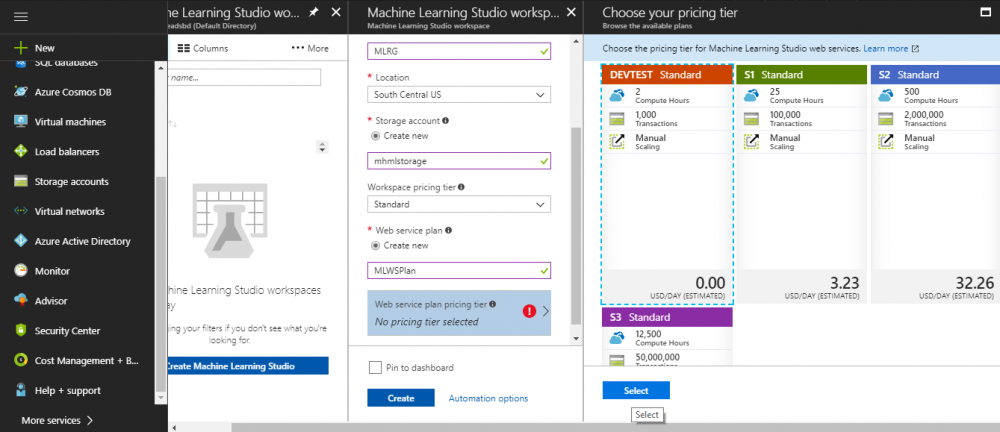 New
SQL databases
Azure Cosmos DB
Virtual machines
Load balancers
Storage accounts
Virtual networks
Azure Active Directory
Monitor
Advisor
Security Center
Cost Management + B...
Help + support
More services
ne Learning Studio wo...
eadsbd (Default Directory)
Columns
More
name...
chine Learning Studio workspaces
ay
ing your filters if you don't see what you're
looking for.
Create Machine Learning Studio
Machine Learning Studio worksp...
Machine Learning Studio workspace
MLRG
* Location
South Central US
* Storage account
Create new
mhmlstorage
Workspace pricing tier
Standard
* Web service plan
Create new
MLWSPlan
Web service plan pricing tier
No pricing tier selected
Pin to dashboard
Create
Automation options
Choose your pricing tier
Browse the available plans
Choose the pricing tier for Machine Learning Studio web services. Learn more
DEVTEST Standard
2
Compute Hours
1,000
Transactions
Manual
Scaling
0.00
USD/DAY (ESTIMATED)
S1 Standard
25
Compute Hours
100,000
Transactions
Manual
Scaling
3.23
USD/DAY (ESTIMATED)
S2 Standard
500
Compute Hours
2,000,000
Transactions
Manual
Scaling
32.26
USD/DAY (ESTIMATED)
S3 Standard
12,500
Compute Hours
50,000,000
Transactions
Select
Select